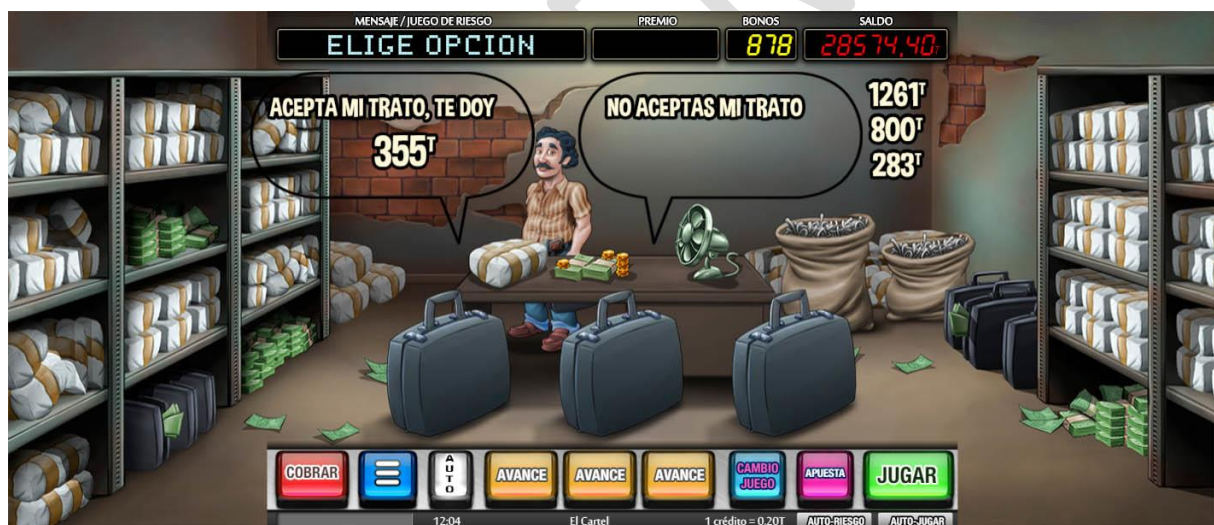 MENSAJE / JUEGO DE RIESGO PREMIO BONOS SALDO
ELIGE OPCION 878 28574,40T
ACEPTA MI TRATO, TE DOY
355T
NO ACEPTAS MI TRATO
1261T
800T
283T
COBRAR AUTO AVANCE AVANCE AVANCE CAMBIO JUEGO APUESTA JUGAR
12:04 El Cartel 1 crédito = 0.20T AUTO-RIESGO AUTO-JUGAR